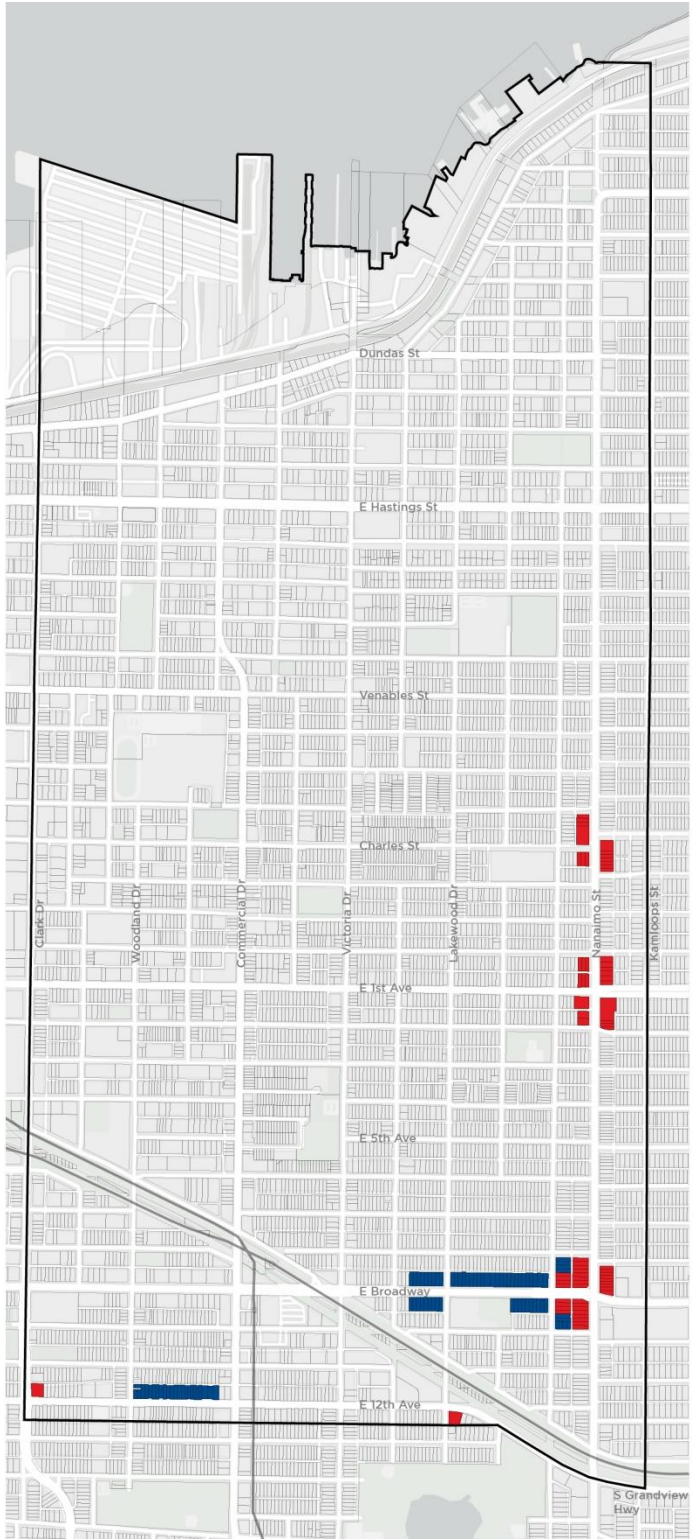 Dundas St
E Hastings St
Venables St
Charles St
Clark Dr
Woodland Dr
Commercial Dr
Victoria Dr
Lakewood Dr
Nanaimo St
Kamloops St
E 1st Ave
E 5th Ave
E Broadway
E 12th Ave
S Grandview
Hwy